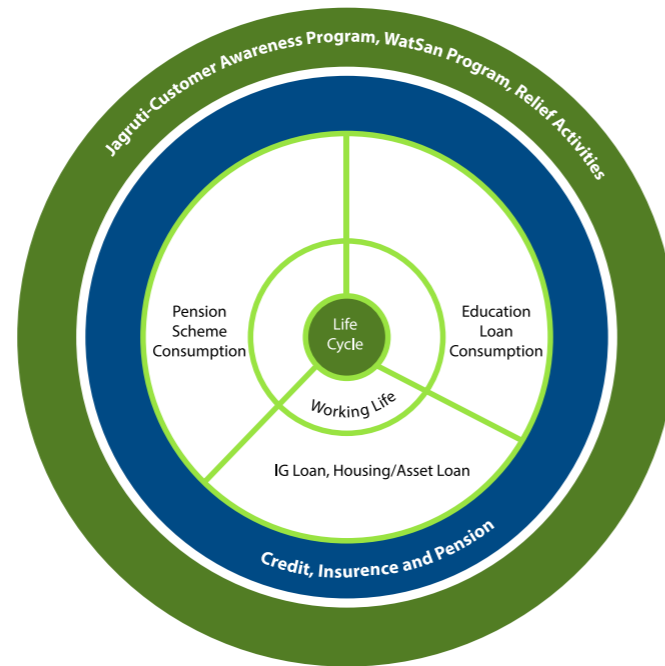 Jagruti-Customer Awareness Program, WatSan Program, Relief Activities
Pension
Scheme
Consumption
Life
Cycle
Education
Loan
Consumption
Working Life
IG Loan, Housing/Asset Loan
Credit, Insurence and Pension